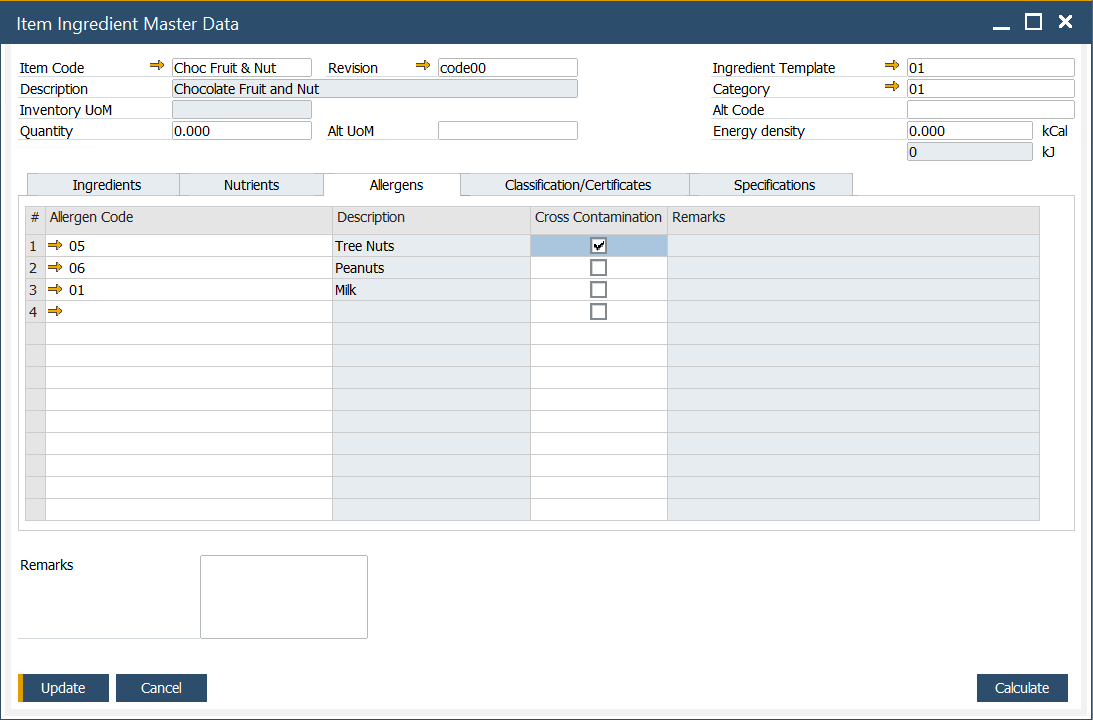 Item Ingredient Master Data
Item Code Choc Fruit & Nut Revision code00 Ingredient Template 01
Description Chocolate Fruit and Nut Category 01
Inventory UoM Alt Code
Quantity 0.000 Alt UoM Energy density 0.000 kCal
0 kJ
Ingredients Nutrients Allergens Classification/Certificates Specifications
# Allergen Code Description Cross Contamination Remarks
1 05 Tree Nuts
2 06 Peanuts
3 01 Milk
4
Remarks
Update Cancel Calculate